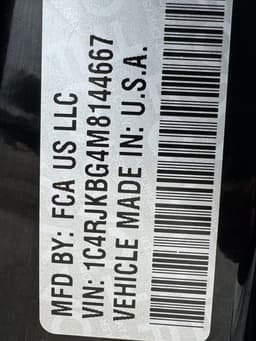 MFD BY: FCA US LLC
VIN: 1C4RJKBG4M8144667
VEHICLE MADE IN: U.S.A.